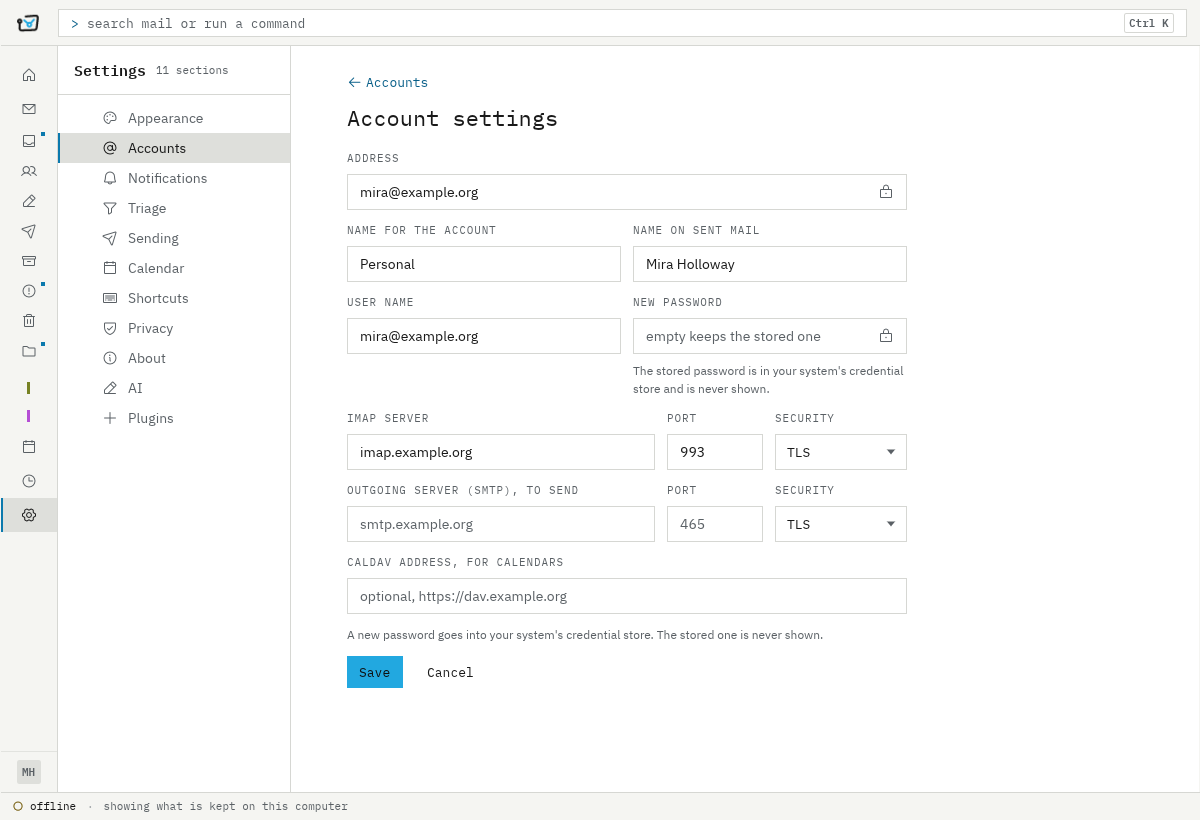 > search mail or run a command
Ctrl K
Settings 11 sections
Appearance
Accounts
Notifications
Triage
Sending
Calendar
Shortcuts
Privacy
About
AI
Plugins
← Accounts
Account settings
ADDRESS
mira@example.org
NAME FOR THE ACCOUNT
NAME ON SENT MAIL
Personal
Mira Holloway
USER NAME
NEW PASSWORD
mira@example.org
empty keeps the stored one
The stored password is in your system's credential
store and is never shown.
IMAP SERVER
PORT
SECURITY
imap.example.org
993
TLS
OUTGOING SERVER (SMTP), TO SEND
PORT
SECURITY
smtp.example.org
465
TLS
CALDAV ADDRESS, FOR CALENDARS
optional, https://dav.example.org
A new password goes into your system's credential store. The stored one is never shown.
Save
Cancel
MH
offline · showing what is kept on this computer